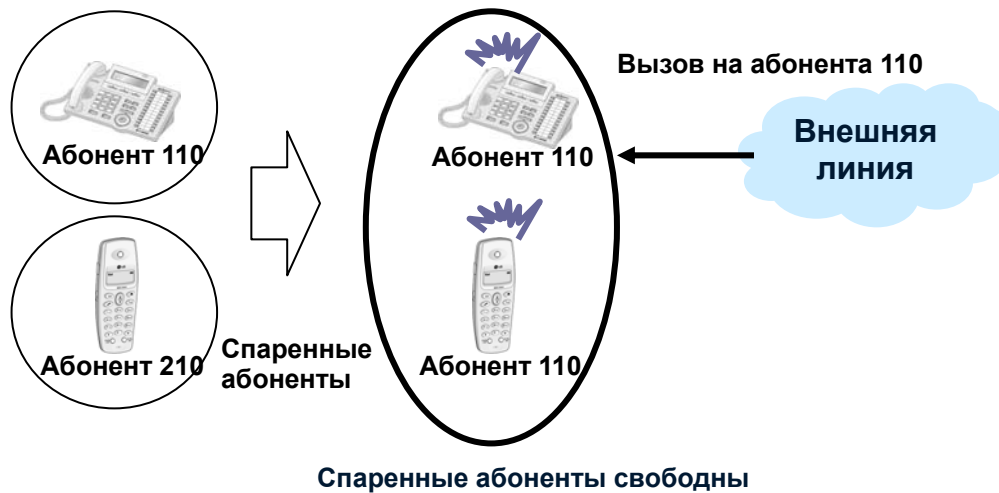 Абонент 110
Абонент 210
Спаренные
абоненты
Абонент 110
Абонент 110
Вызов на абонента 110
Внешняя
линия
Спаренные абоненты свободны